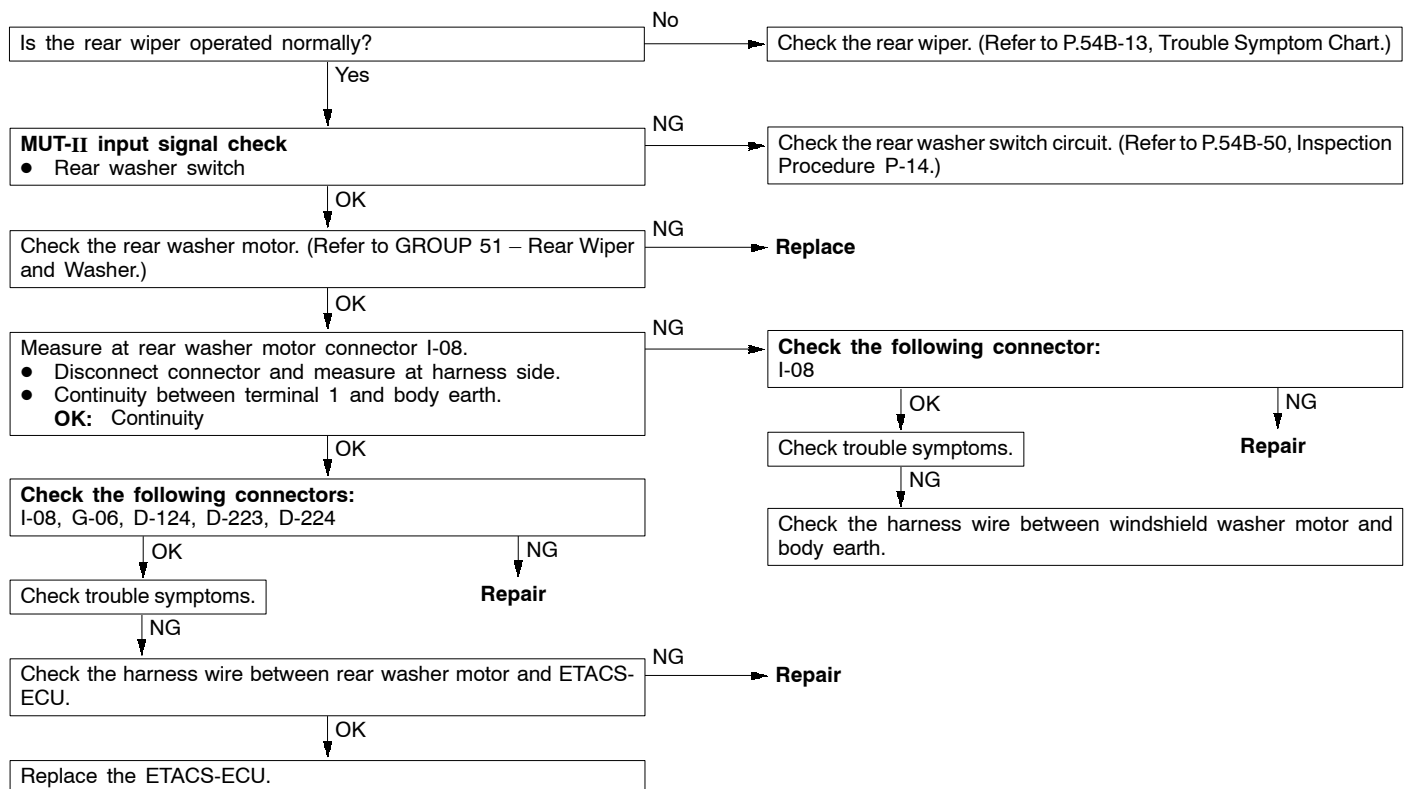 No
Is the rear wiper operated normally?
Check the rear wiper. (Refer to P.54B-13, Trouble Symptom Chart.)
Yes
MUT-II input signal check
● Rear washer switch
NG
Check the rear washer switch circuit. (Refer to P.54B-50, Inspection
Procedure P-14.)
OK
Check the rear washer motor. (Refer to GROUP 51 – Rear Wiper
and Washer.)
NG
Replace
OK
Measure at rear washer motor connector I-08.
● Disconnect connector and measure at harness side.
● Continuity between terminal 1 and body earth.
OK: Continuity
NG
Check the following connector:
I-08
OK
NG
Check trouble symptoms.
Repair
NG
Check the harness wire between windshield washer motor and
body earth.
OK
Check the following connectors:
I-08, G-06, D-124, D-223, D-224
OK
NG
Check trouble symptoms.
Repair
NG
Check the harness wire between rear washer motor and ETACS-
ECU.
NG
Repair
OK
Replace the ETACS-ECU.